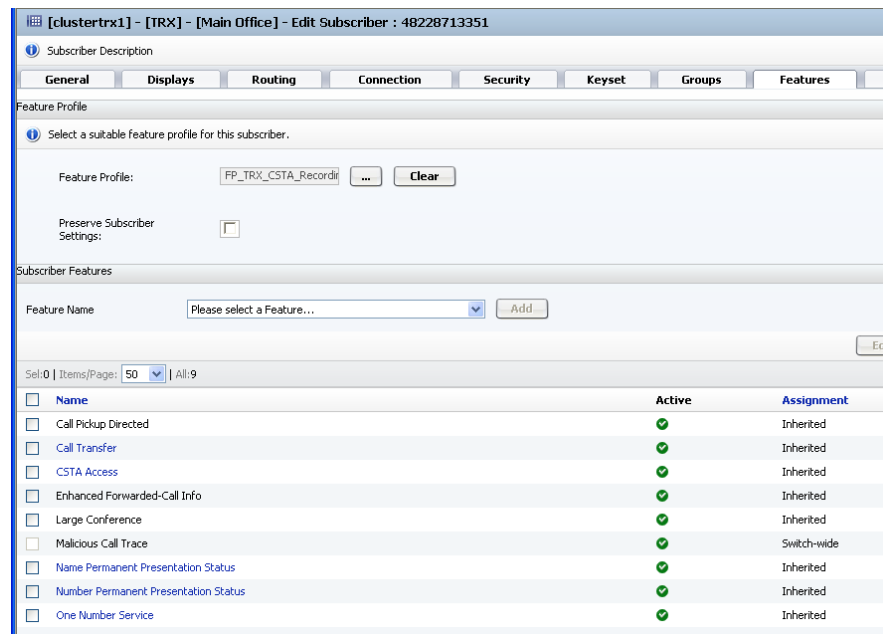 [clustertrx1] - [TRX] - [Main Office] - Edit Subscriber : 48228713351
Subscriber Description
General Displays Routing Connection Security Keyset Groups Features
Feature Profile
Select a suitable feature profile for this subscriber.
Feature Profile: FP_TRX_CSTA_Recordin ... Clear
Preserve Subscriber
Settings:
Subscriber Features
Feature Name Please select a Feature... Add
Sel:0 | Items/Page: 50 | All:9
Name Active Assignment
Call Pickup Directed Inherited
Call Transfer Inherited
CSTA Access Inherited
Enhanced Forwarded-Call Info Inherited
Large Conference Inherited
Malicious Call Trace Switch-wide
Name Permanent Presentation Status Inherited
Number Permanent Presentation Status Inherited
One Number Service Inherited